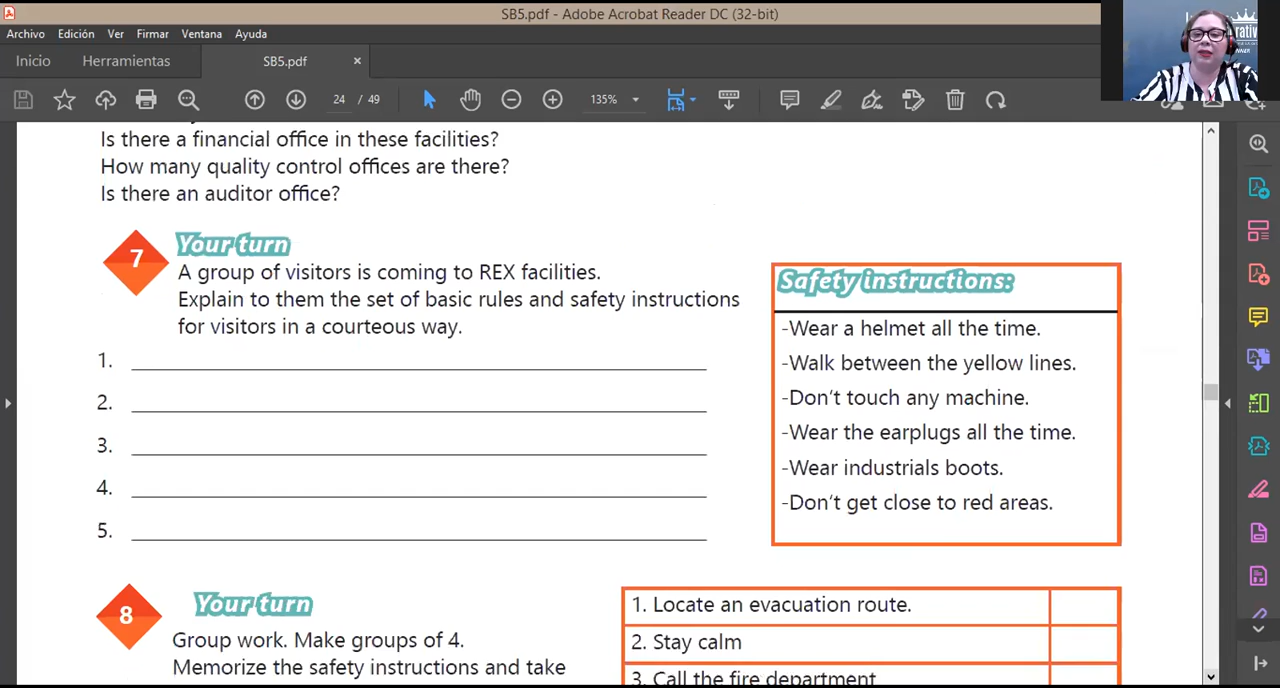 SB5.pdf - Adobe Acrobat Reader DC (32-bit)
Archivo Edición Ver Firmar Ventana Ayuda
Inicio Herramientas SB5.pdf ×
24 / 49 135%
Is there a financial office in these facilities?
How many quality control offices are there?
Is there an auditor office?
7 Your turn
A group of visitors is coming to REX facilities.
Explain to them the set of basic rules and safety instructions
for visitors in a courteous way.
1.
2.
3.
4.
5.
Safety instructions:
-Wear a helmet all the time.
-Walk between the yellow lines.
-Don't touch any machine.
-Wear the earplugs all the time.
-Wear industrials boots.
-Don't get close to red areas.
8 Your turn
Group work. Make groups of 4.
Memorize the safety instructions and take
1. Locate an evacuation route.
2. Stay calm
3. Call the fire department